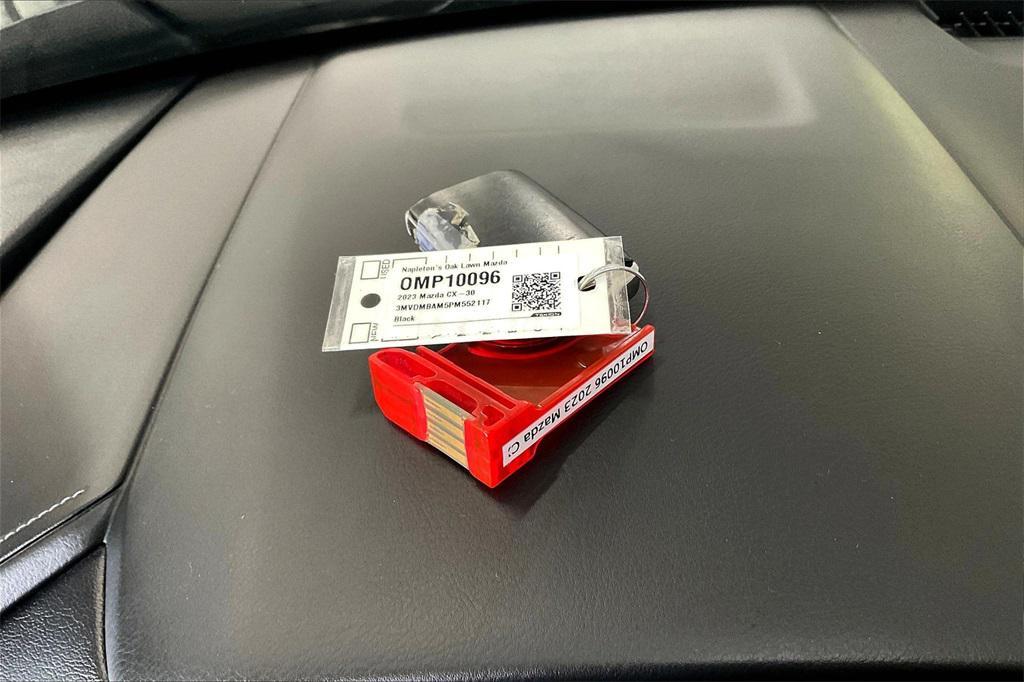 USED
Napleton's Oak Lawn Mazda
OMP10096
2023 Mazda CX-30
3MVDMBAM5PM552117
Black
NEW
OMP10096 2023 Mazda